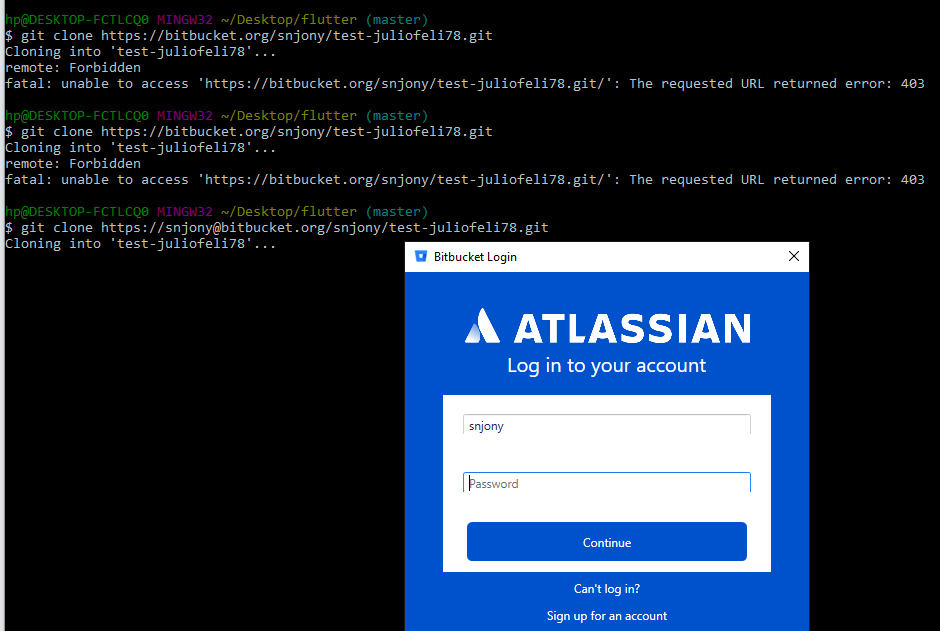 hp@DESKTOP-FCTLCQ0 MINGW32 ~/Desktop/flutter (master)
$ git clone https://bitbucket.org/snjony/test-juliofeli78.git
Cloning into 'test-juliofeli78'...
remote: Forbidden
fatal: unable to access 'https://bitbucket.org/snjony/test-juliofeli78.git/': The requested URL returned error: 403
hp@DESKTOP-FCTLCQ0 MINGW32 ~/Desktop/flutter (master)
$ git clone https://bitbucket.org/snjony/test-juliofeli78.git
Cloning into 'test-juliofeli78'...
remote: Forbidden
fatal: unable to access 'https://bitbucket.org/snjony/test-juliofeli78.git/': The requested URL returned error: 403
hp@DESKTOP-FCTLCQ0 MINGW32 ~/Desktop/flutter (master)
$ git clone https://snjony@bitbucket.org/snjony/test-juliofeli78.git
Cloning into 'test-juliofeli78'...
Bitbucket Login
ATLASSIAN
Log in to your account
snjony
Password
Continue
Can't log in?
Sign up for an account